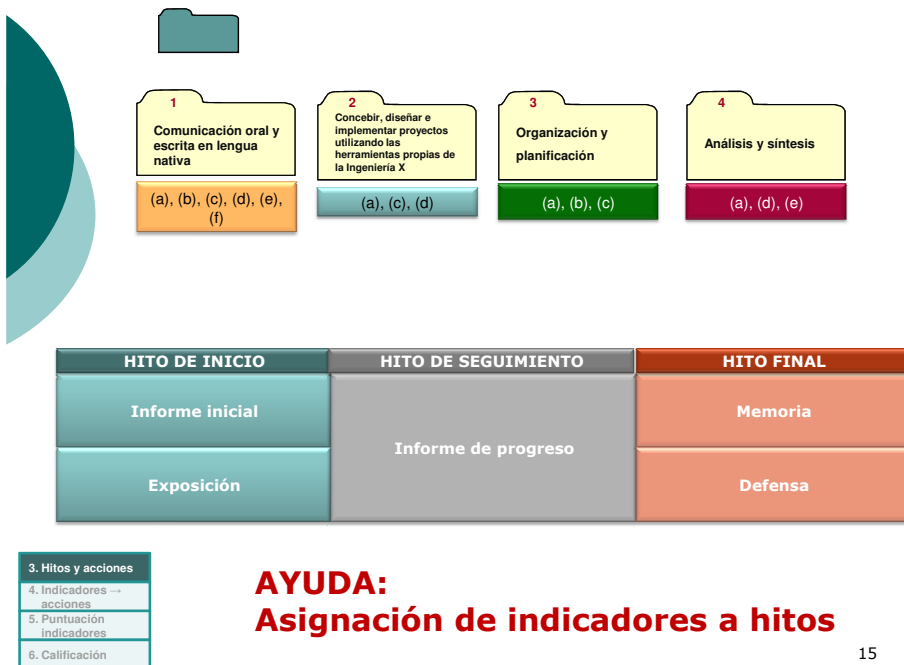 1
Comunicación oral y
escrita en lengua
nativa
(a), (b), (c), (d), (e),
(f)
2
Concebir, diseñar e
implementar proyectos
utilizando las
herramientas propias de
la Ingeniería X
(a), (c), (d)
3
Organización y
planificación
(a), (b), (c)
4
Análisis y síntesis
(a), (d), (e)
HITO DE INICIO
HITO DE SEGUIMIENTO
HITO FINAL
Informe inicial
Exposición
Informe de progreso
Memoria
Defensa
3. Hitos y acciones
4. Indicadores →
acciones
5. Puntuación
indicadores
6. Calificación
AYUDA:
Asignación de indicadores a hitos
15